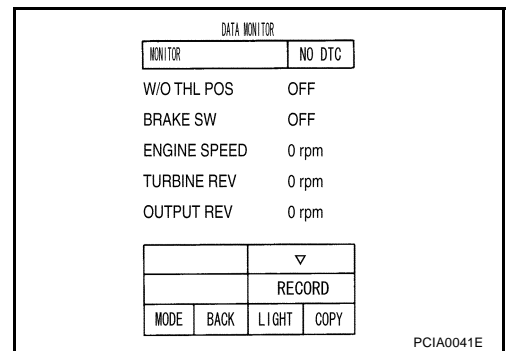 DATA MONITOR
MONITOR NO DTC
W/O THL POS OFF
BRAKE SW OFF
ENGINE SPEED 0 rpm
TURBINE REV 0 rpm
OUTPUT REV 0 rpm
▽
RECORD
MODE BACK LIGHT COPY
PCIA0041E